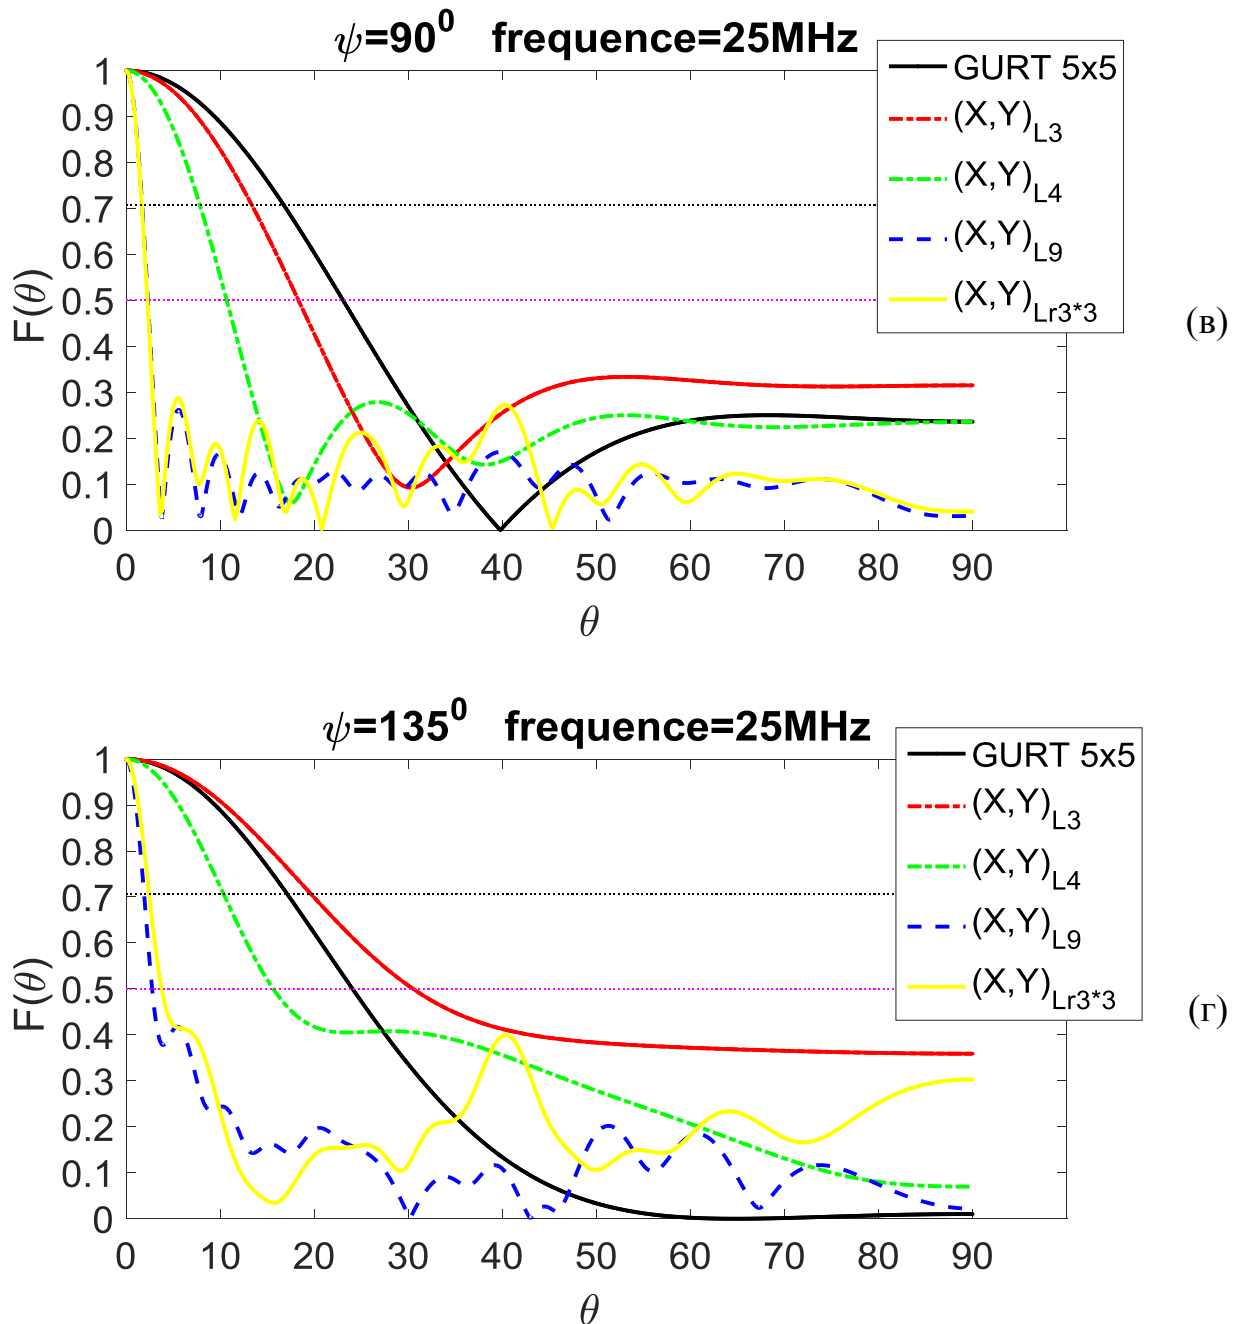 ψ=90⁰ frequence=25MHz
1
0.9
0.8
0.7
0.6
0.5
0.4
0.3
0.2
0.1
0
F(θ)
0 10 20 30 40 50 60 70 80 90
θ
GURT 5x5
(X,Y)L3
(X,Y)L4
(X,Y)L9
(X,Y)Lr3*3
(в)
ψ=135⁰ frequence=25MHz
1
0.9
0.8
0.7
0.6
0.5
0.4
0.3
0.2
0.1
0
F(θ)
0 10 20 30 40 50 60 70 80 90
θ
GURT 5x5
(X,Y)L3
(X,Y)L4
(X,Y)L9
(X,Y)Lr3*3
(г)